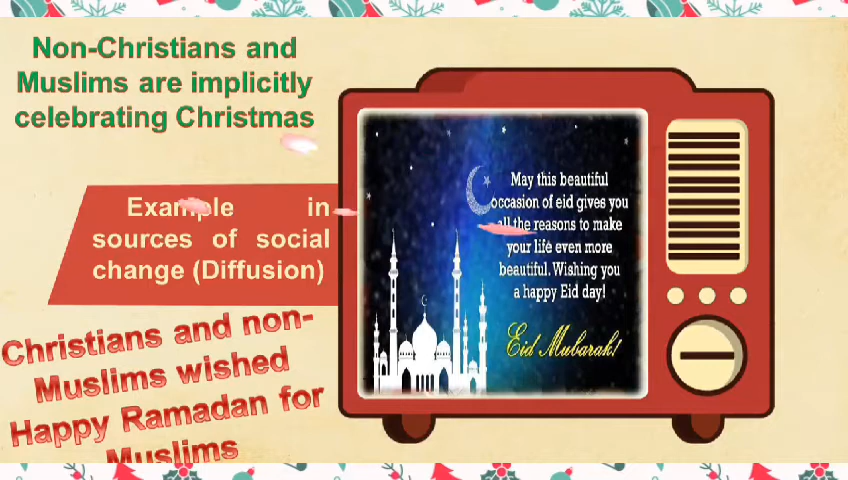 Non-Christians and
Muslims are implicitly
celebrating Christmas
Example in
sources of social
change (Diffusion)
Christians and non-
Muslims wished
Happy Ramadan for
Muslims
May this beautiful
occasion of eid gives you
all the reasons to make
your life even more
beautiful. Wishing you
a happy Eid day!
Eid Mubarak!